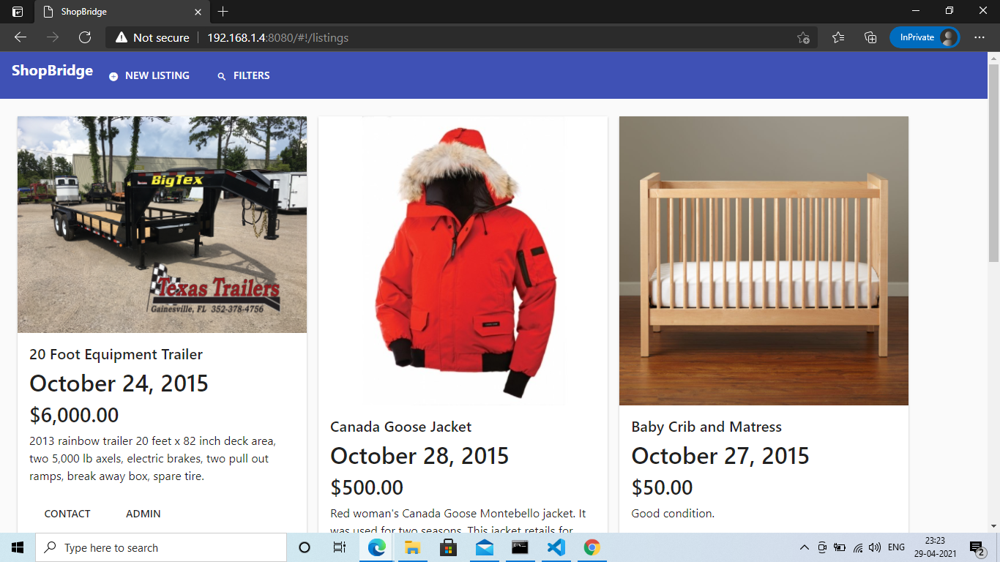 ShopBridge
Not secure
192.168.1.4:8080/#!/listings
InPrivate
ShopBridge
NEW LISTING
FILTERS
BigTex
Texas Trailers
Gainesville, FL 352-378-4756
20 Foot Equipment Trailer
October 24, 2015
$6,000.00
2013 rainbow trailer 20 feet x 82 inch deck area,
two 5,000 lb axels, electric brakes, two pull out
ramps, break away box, spare tire.
CONTACT
ADMIN
Canada Goose Jacket
October 28, 2015
$500.00
Red woman's Canada Goose Montebello jacket. It
was used for two seasons. This jacket retails for
Baby Crib and Matress
October 27, 2015
$50.00
Good condition.
Type here to search
ENG
23:23
29-04-2021
2